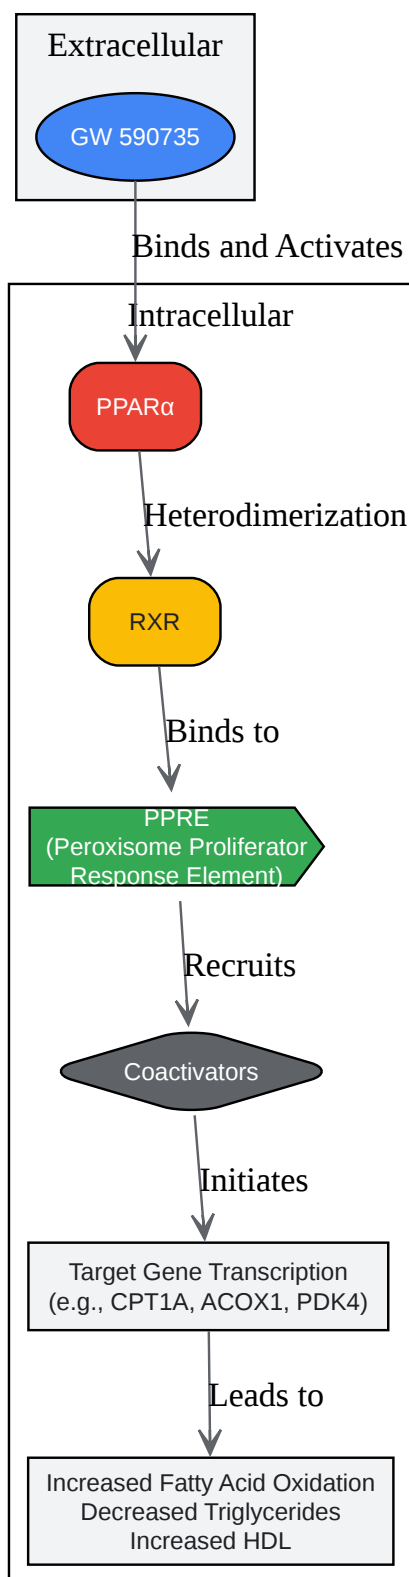 Extracellular
GW 590735
Binds and Activates
Intracellular
PPARα
Heterodimerization
RXR
Binds to
PPRE
(Peroxisome Proliferator
Response Element)
Recruits
Coactivators
Initiates
Target Gene Transcription
(e.g., CPT1A, ACOX1, PDK4)
Leads to
Increased Fatty Acid Oxidation
Decreased Triglycerides
Increased HDL